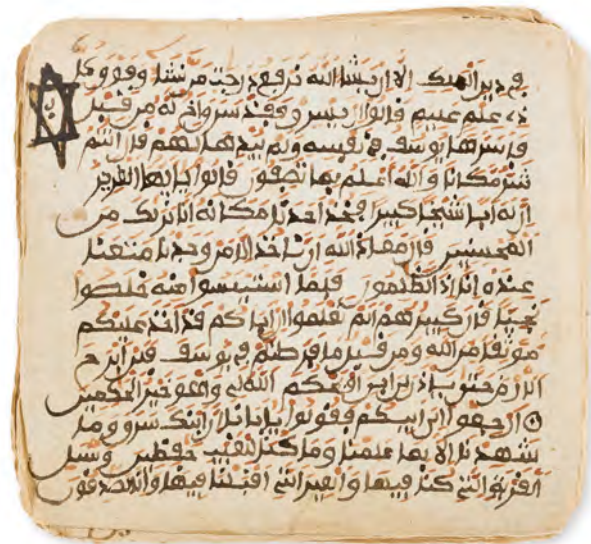 في دين الملك الا ان يشا الله نرفع درجت من نشا وفوق كل
ذي علم عليم قالوا ان يسرق فقد سرق اخ له من قبل
فاسرها يوسف في نفسه ولم يبدها لهم قال انتم
شر مكانا والله اعلم بما تصفون قالوا يايها العزيز
ان له ابا شيخا كبيرا فخذ احدنا مكانه انا نريك من
المحسنين قال معاذ الله ان ناخذ الا من وجدنا متعنا
عنده انا اذا لظلمون فلما استيسوا منه خلصوا
نجيا قال كبيرهم الم تعلموا ان اباكم قد اخذ عليكم
موثقا من الله ومن قبل ما فرطتم في يوسف فلن ابرح
الارض حتى ياذن لي ابي او يحكم الله لي وهو خير الحكمين
ارجعوا الى ابيكم فقولوا يابانا ان ابنك سرق وما
شهدنا الا بما علمنا وما كنا للغيب حفظين وسل
القرية التي كنا فيها والعير التي اقبلنا فيها وانا لصدقون